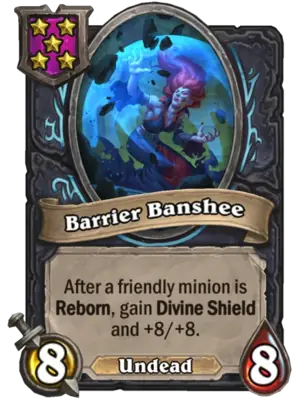 Barrier Banshee
After a friendly minion is
Reborn, gain Divine Shield
and +8/+8.
8
Undead
8